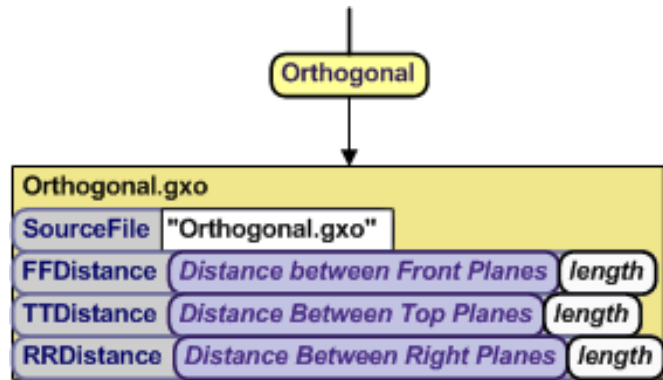 Orthogonal
Orthogonal.gxo
SourceFile "Orthogonal.gxo"
FFDistance Distance between Front Planes length
TTDistance Distance Between Top Planes length
RRDistance Distance Between Right Planes length